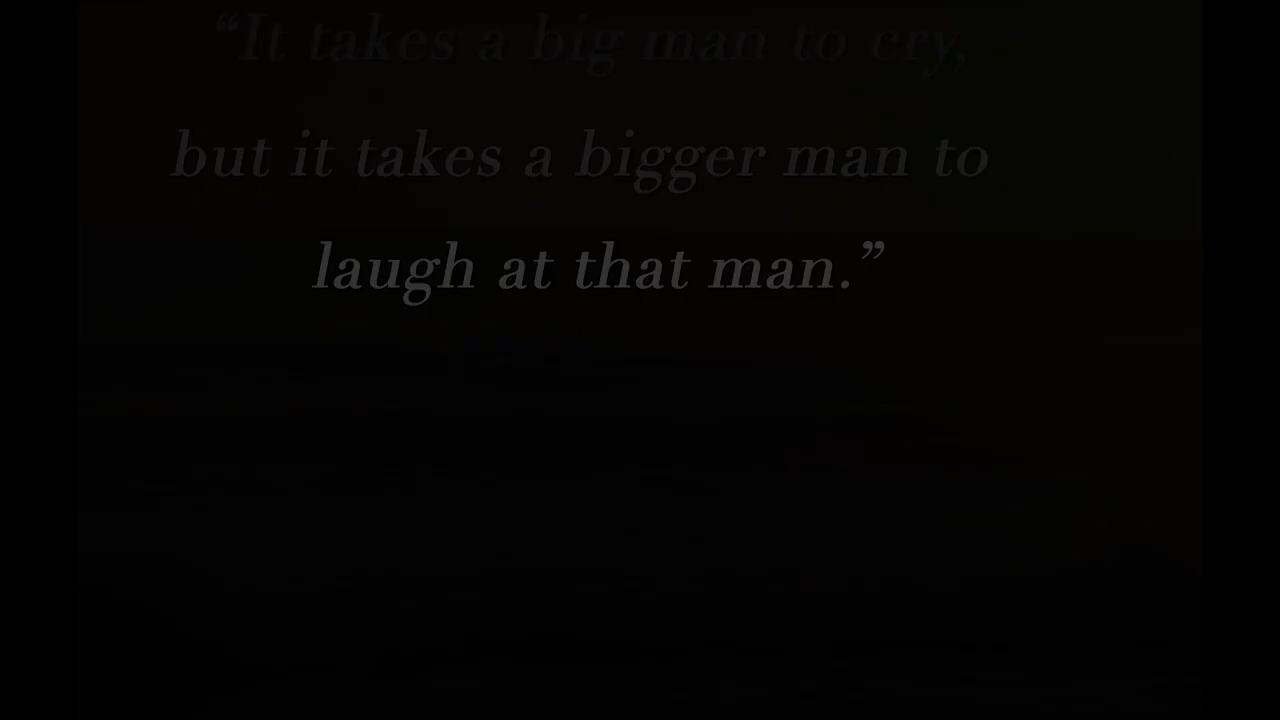 “It takes a big man to cry,
but it takes a bigger man to
laugh at that man.”